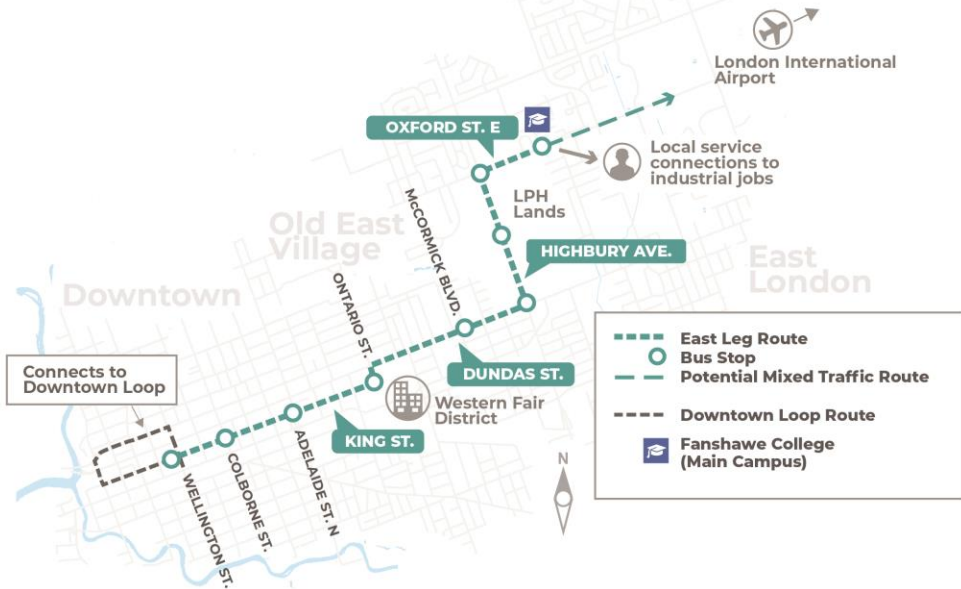 London International
Airport
OXFORD ST. E
Local service
connections to
industrial jobs
LPH
Lands
McCORMICK BLVD.
Old East
Village
HIGHBURY AVE.
East
London
Downtown
ONTARIO ST.
Connects to
Downtown Loop
DUNDAS ST.
Western Fair
District
KING ST.
ADELAIDE ST. N
COLBORNE ST.
WELLINGTON ST.
N
East Leg Route
Bus Stop
Potential Mixed Traffic Route
Downtown Loop Route
Fanshawe College
(Main Campus)